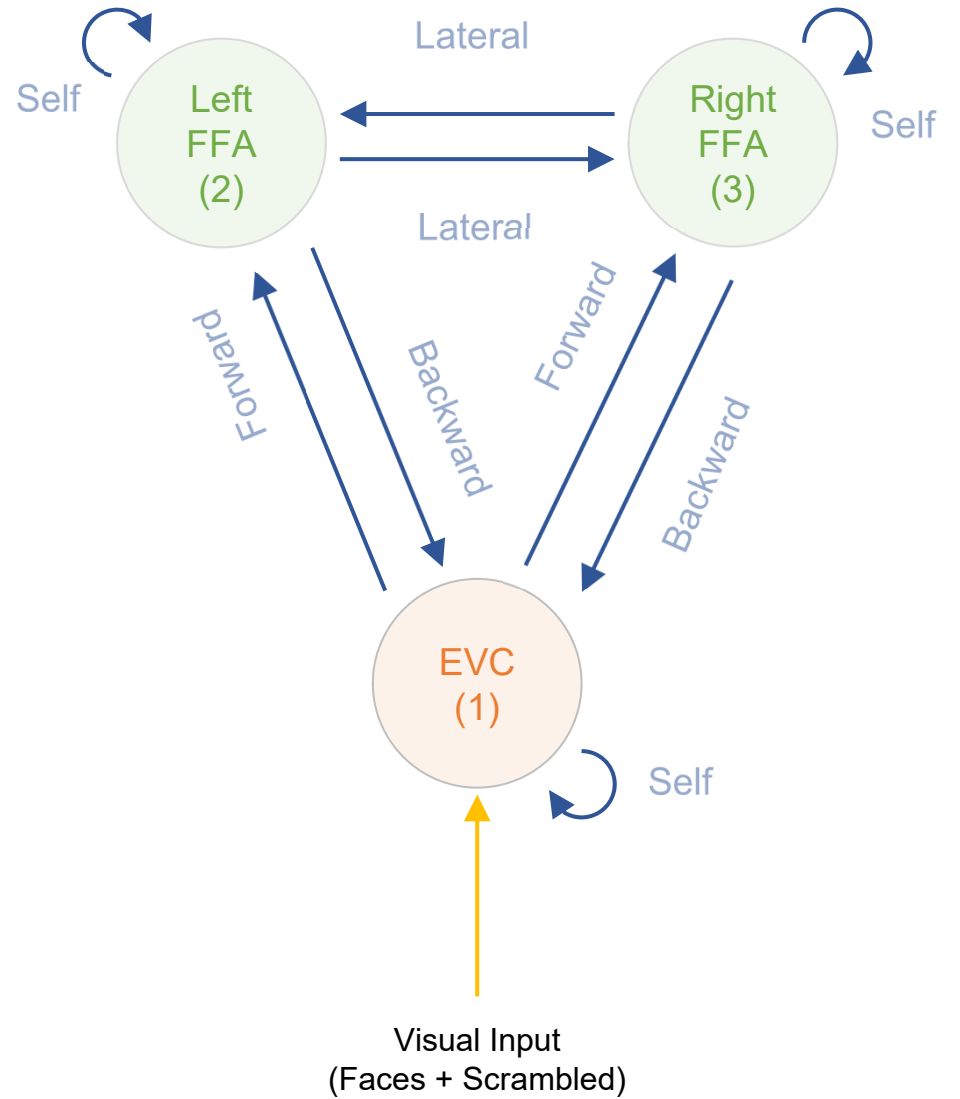 Lateral
Self
Left
FFA
(2)
Right
FFA
(3)
Self
Lateral
Forward
Backward
Forward
Backward
EVC
(1)
Self
Visual Input
(Faces + Scrambled)